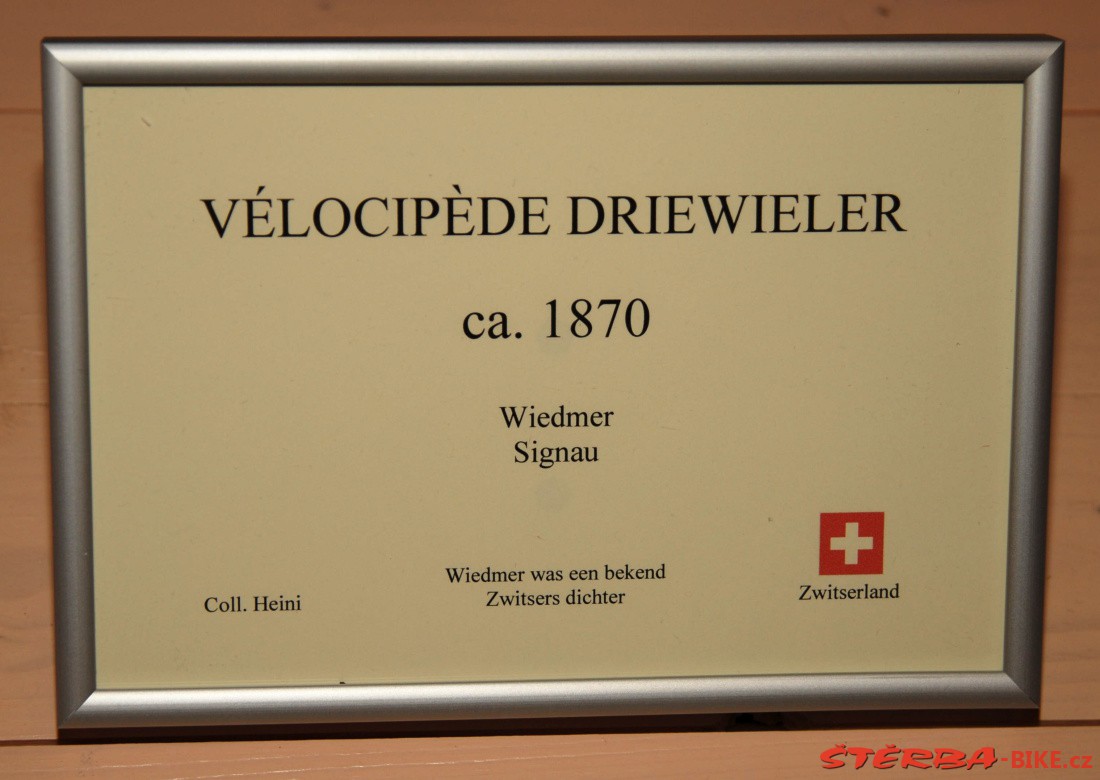 VÉLOCIPÈDE DRIEWIELER
ca. 1870
Wiedmer
Signau
Wiedmer was een bekend
Zwitsers dichter
Coll. Heini
Zwitserland
ŠTĚRBA-BIKE.cz